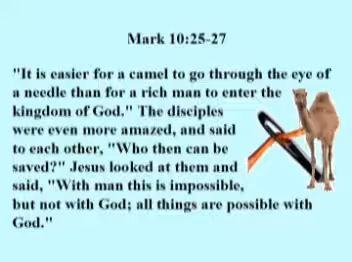 Mark 10:25-27
"It is easier for a camel to go through the eye of
a needle than for a rich man to enter the
kingdom of God." The disciples
were even more amazed, and said
to each other, "Who then can be
saved?" Jesus looked at them and
said, "With man this is impossible,
but not with God; all things are possible with
God."